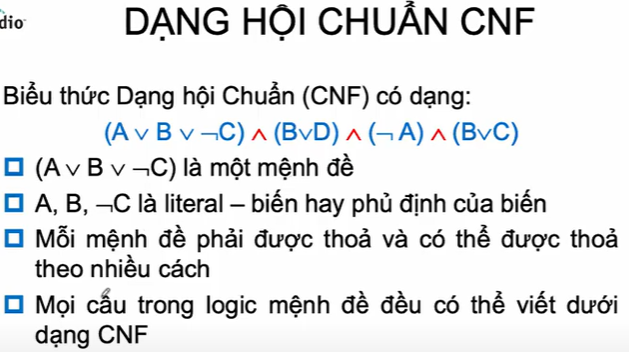 dio
DẠNG HỘI CHUẨN CNF
Biểu thức Dạng hội Chuẩn (CNF) có dạng:
(A ∨ B ∨ ¬C) ∧ (B∨D) ∧ (¬ A) ∧ (B∨C)
(A ∨ B ∨ ¬C) là một mệnh đề
A, B, ¬C là literal – biến hay phủ định của biến
Mỗi mệnh đề phải được thoả và có thể được thoả
theo nhiều cách
Mọi cấu trong logic mệnh đề đều có thể viết dưới
dạng CNF